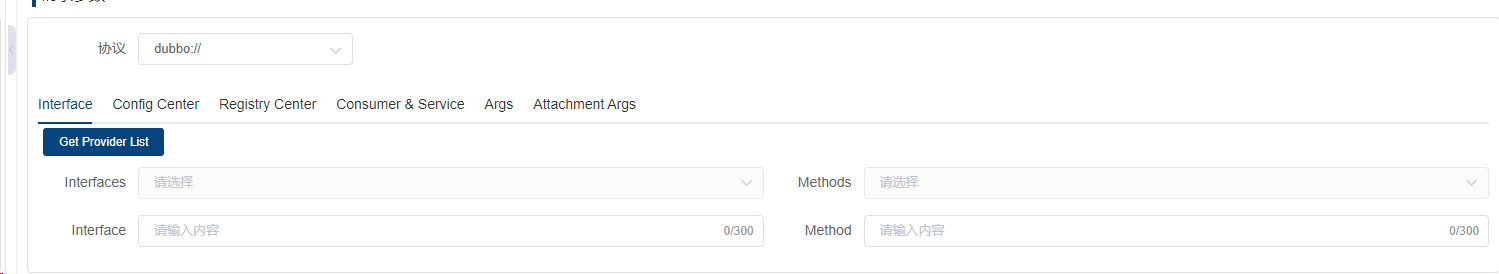 协议 dubbo://
Interface Config Center Registry Center Consumer & Service Args Attachment Args
Get Provider List
Interfaces 请选择 Methods 请选择
Interface 请输入内容 0/300 Method 请输入内容 0/300